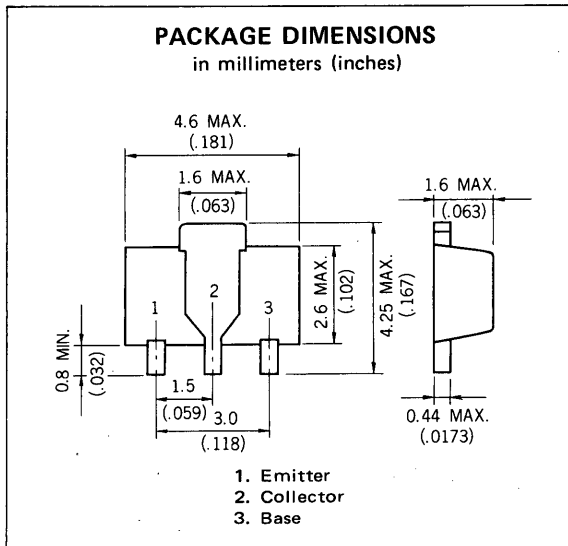 PACKAGE DIMENSIONS
in millimeters (inches)
4.6 MAX.
(.181)
1.6 MAX.
(.063)
1.6 MAX.
(.063)
2.6 MAX.
(.102)
4.25 MAX.
(.167)
1
2
3
0.8 MIN.
(.032)
1.5
(.059)
3.0
(.118)
0.44 MAX.
(.0173)
1. Emitter
2. Collector
3. Base